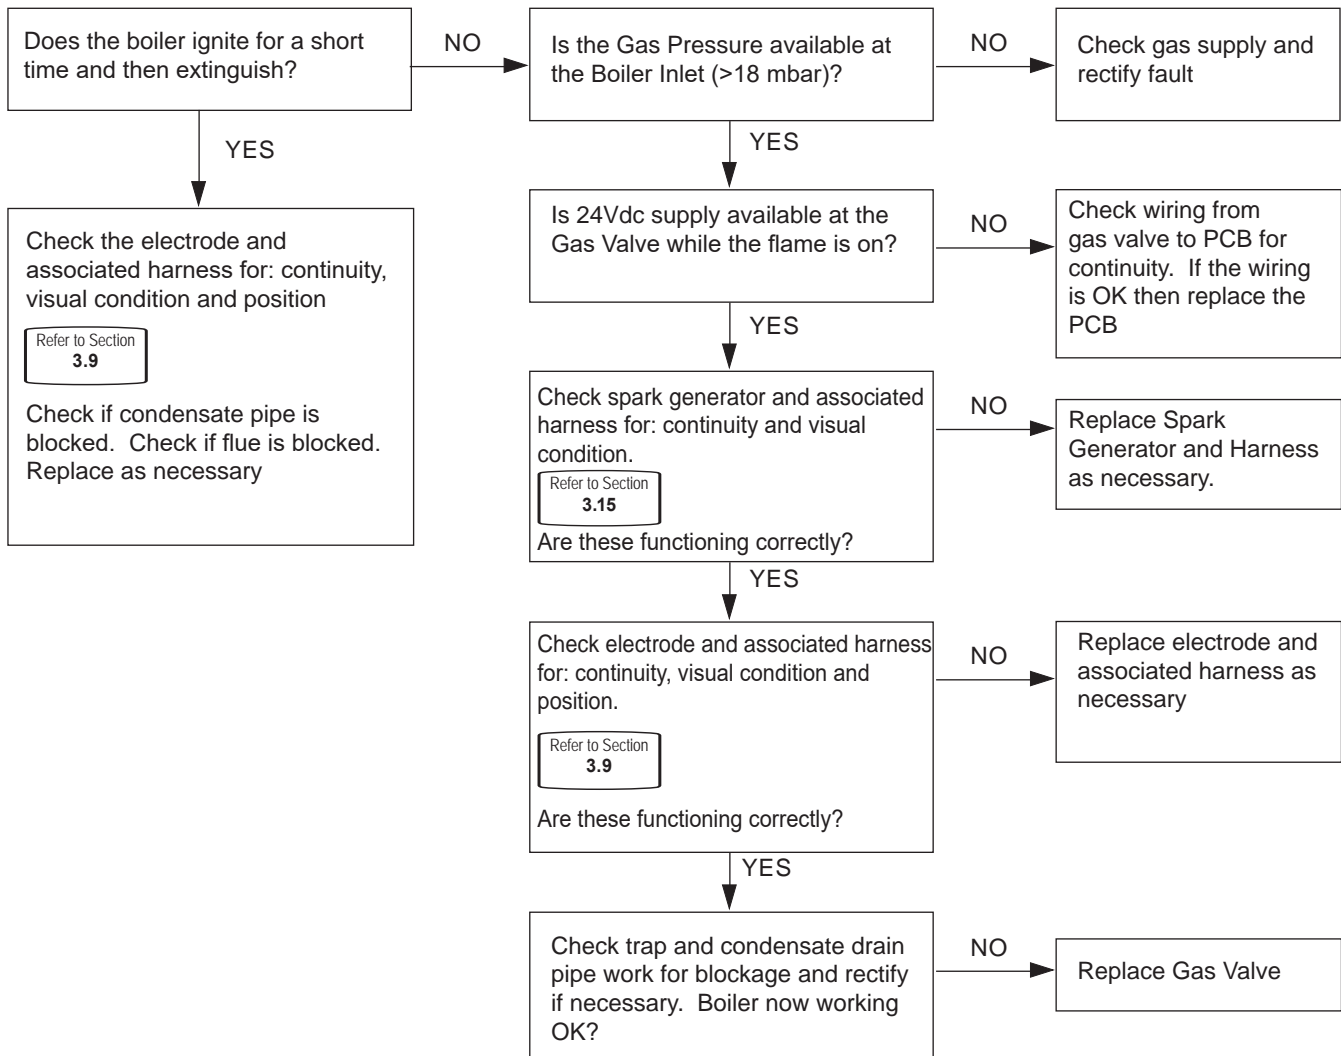 Does the boiler ignite for a short
time and then extinguish?
NO
Is the Gas Pressure available at
the Boiler Inlet (>18 mbar)?
NO
Check gas supply and
rectify fault
YES
YES
Check the electrode and
associated harness for: continuity,
visual condition and position
Refer to Section
3.9
Check if condensate pipe is
blocked.  Check if flue is blocked.
Replace as necessary
Is 24Vdc supply available at the
Gas Valve while the flame is on?
NO
Check wiring from
gas valve to PCB for
continuity.  If the wiring
is OK then replace the
PCB
YES
Check spark generator and associated
harness for: continuity and visual
condition.
Refer to Section
3.15
Are these functioning correctly?
NO
Replace Spark
Generator and Harness
as necessary.
YES
Check electrode and associated harness
for: continuity, visual condition and
position.
Refer to Section
3.9
Are these functioning correctly?
NO
Replace electrode and
associated harness as
necessary
YES
Check trap and condensate drain
pipe work for blockage and rectify
if necessary.  Boiler now working
OK?
NO
Replace Gas Valve